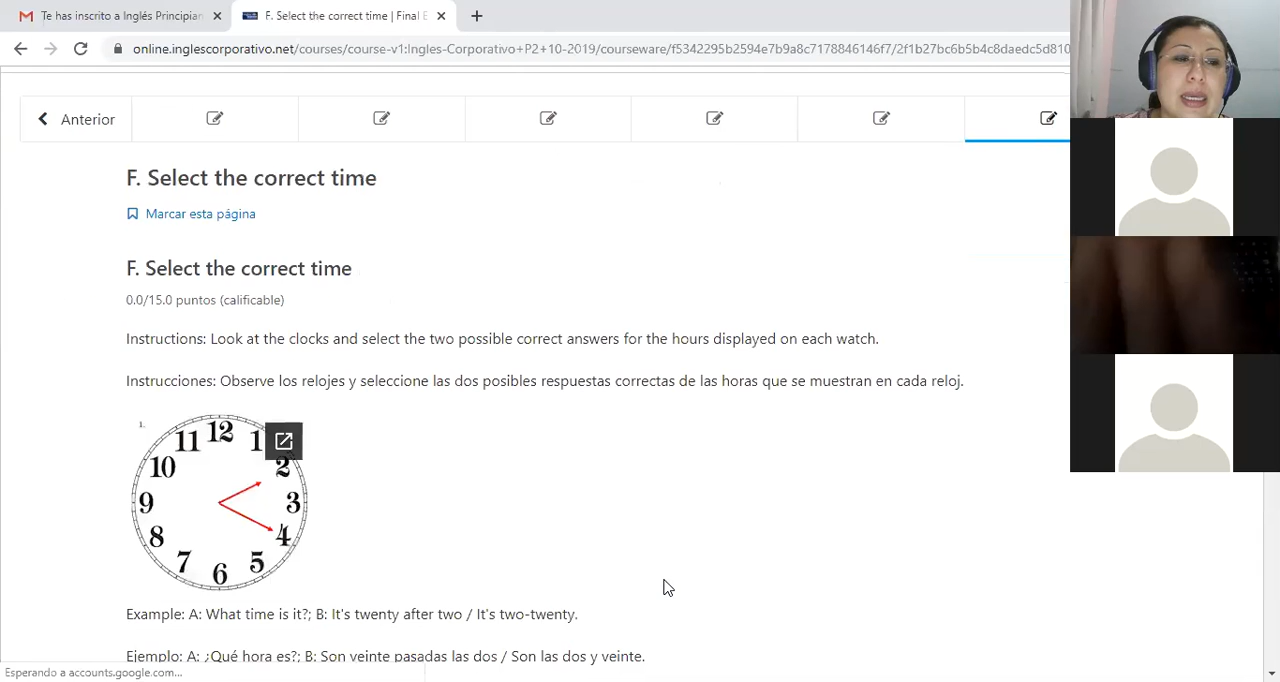 Te has inscrito a Inglés Principian
F. Select the correct time | Final E
online.inglescorporativo.net/courses/course-v1:Ingles-Corporativo+P2+10-2019/courseware/f5342295b2594e7b9a8c7178846146f7/2f1b27bc6b5b4c8daedc5d810
Anterior
F. Select the correct time
Marcar esta página
F. Select the correct time
0.0/15.0 puntos (calificable)
Instructions: Look at the clocks and select the two possible correct answers for the hours displayed on each watch.
Instrucciones: Observe los relojes y seleccione las dos posibles respuestas correctas de las horas que se muestran en cada reloj.
1.
12 1 2 3 4 5 6 7 8 9 10 11
Example: A: What time is it?; B: It's twenty after two / It's two-twenty.
Ejemplo: A: ¿Qué hora es?; B: Son veinte pasadas las dos / Son las dos y veinte.
Esperando a accounts.google.com...